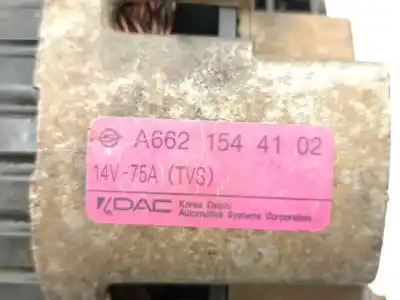 A662 154 41 02
14V-75A (TVS)
KDAC Korea Delphi
Automotive Systems Corporation